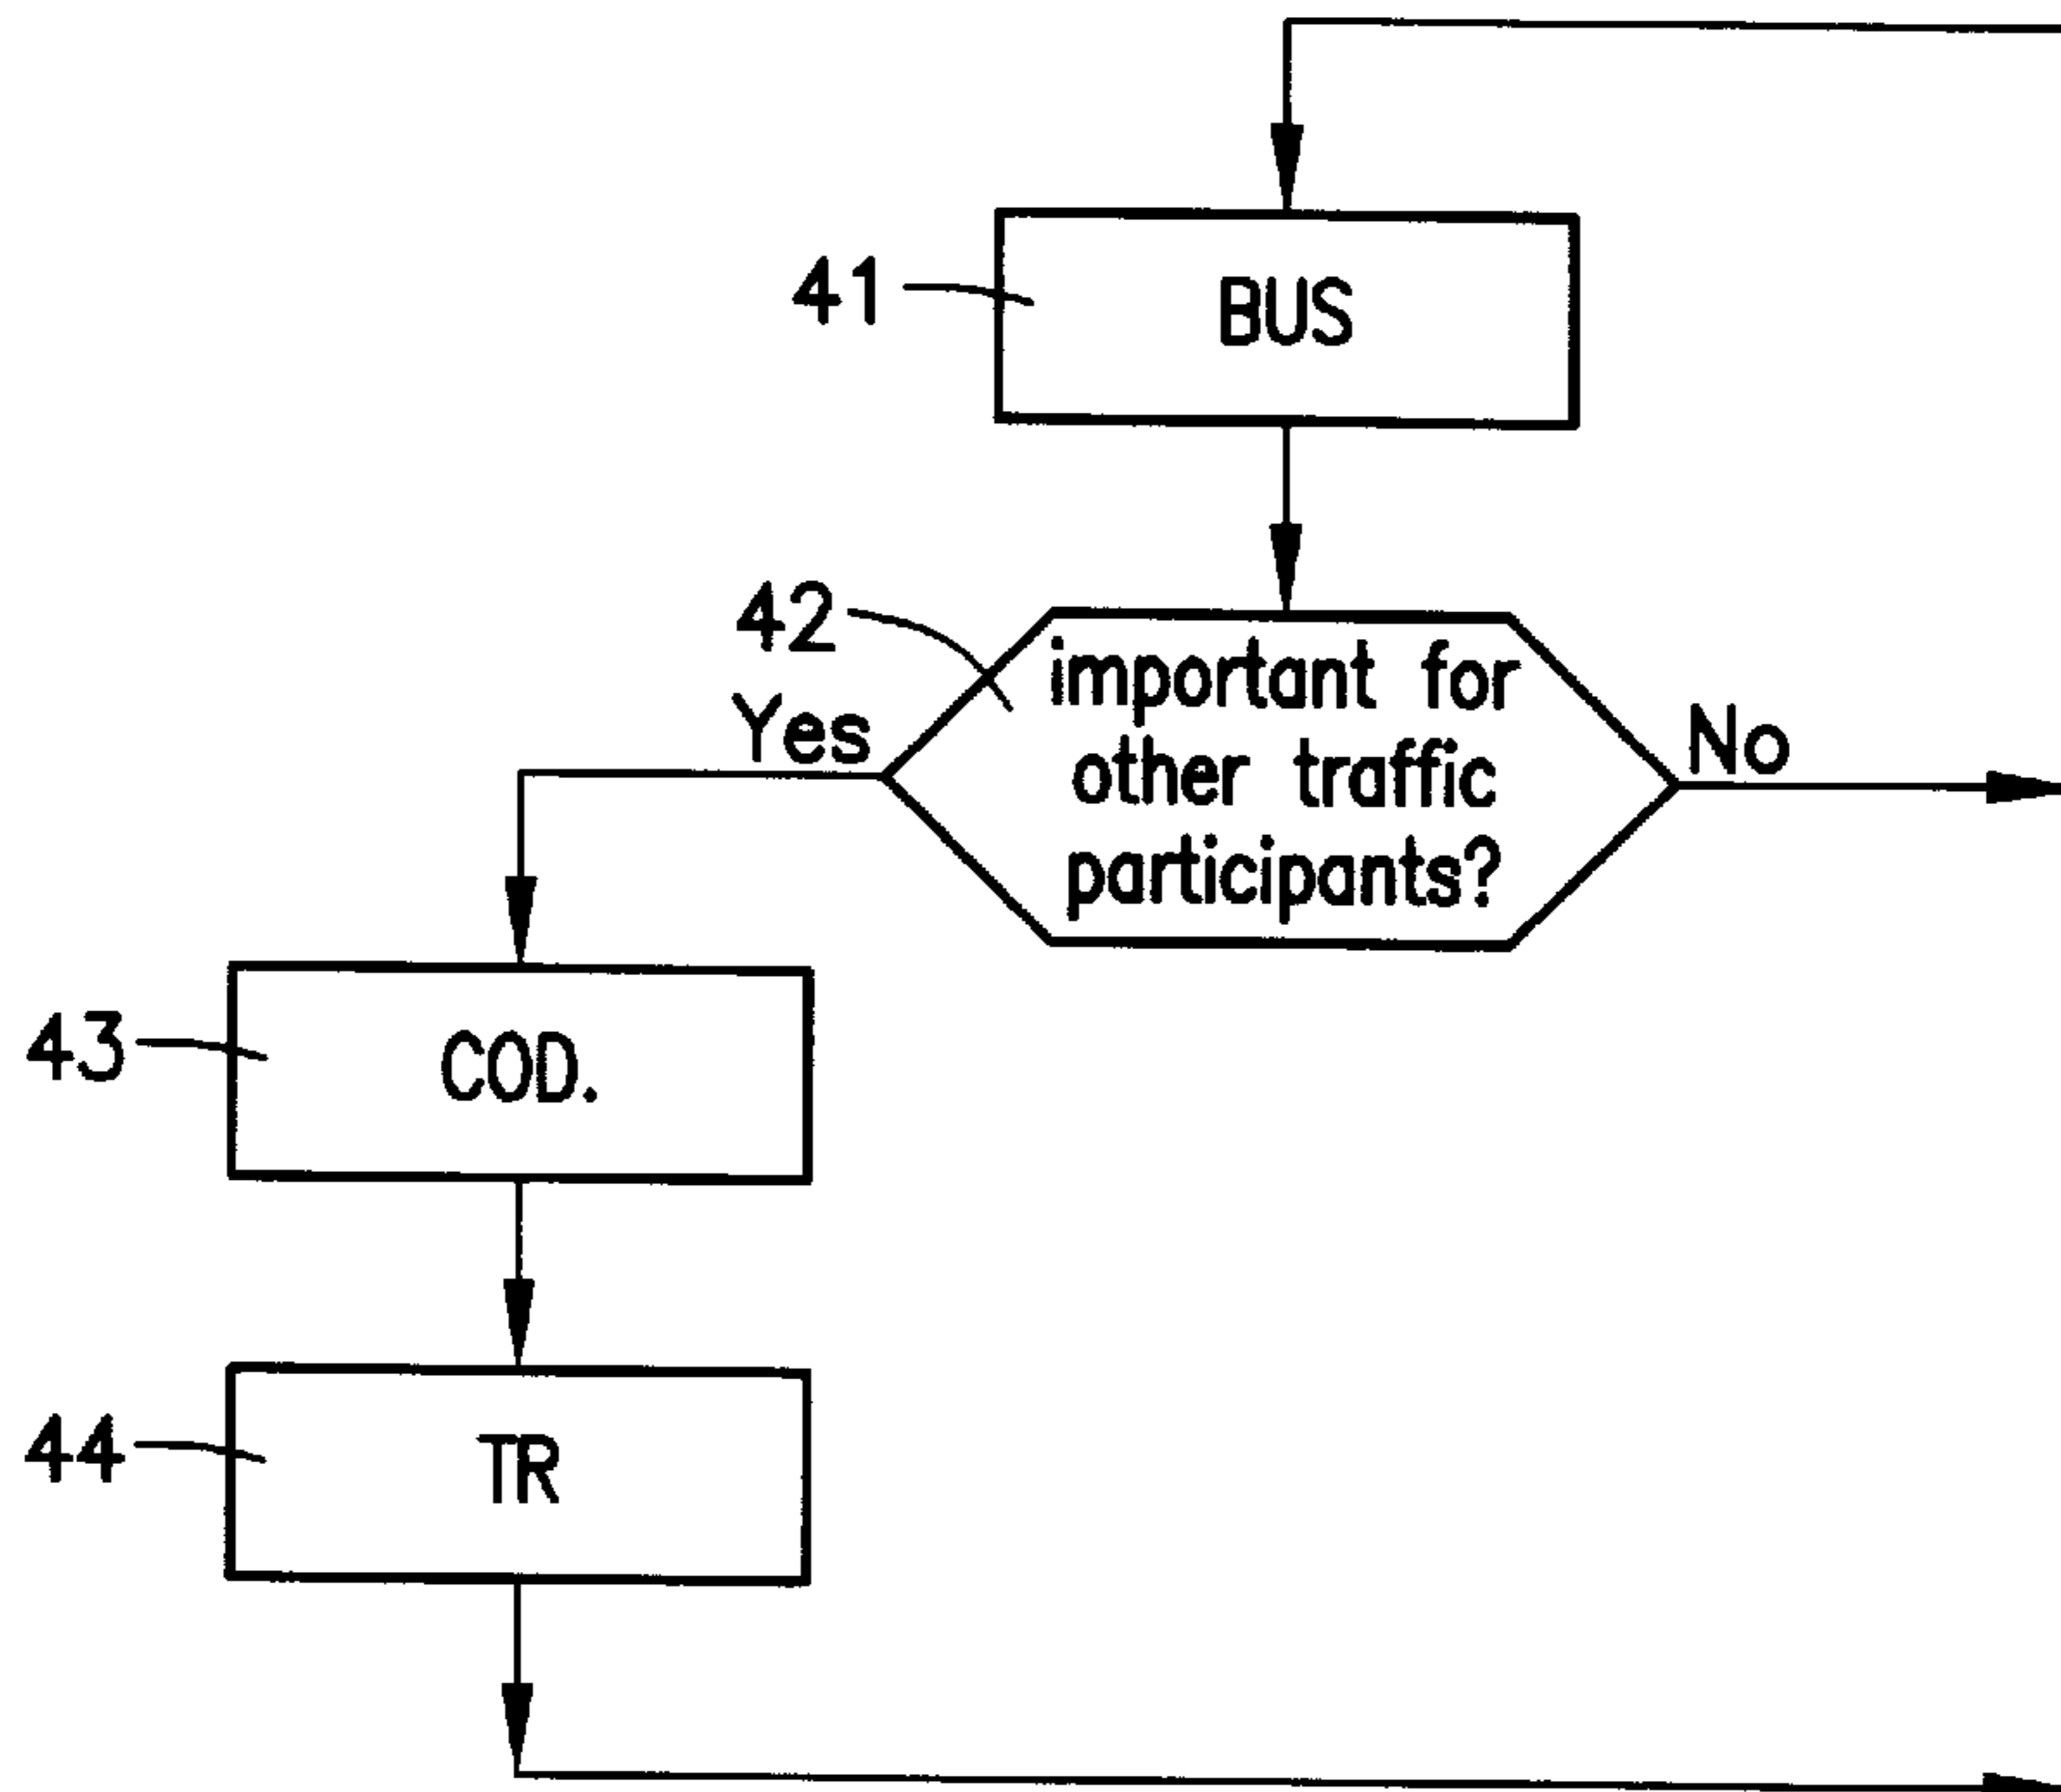 41
BUS
42
Yes
important for
other traffic
participants?
No
43
COD.
44
TR